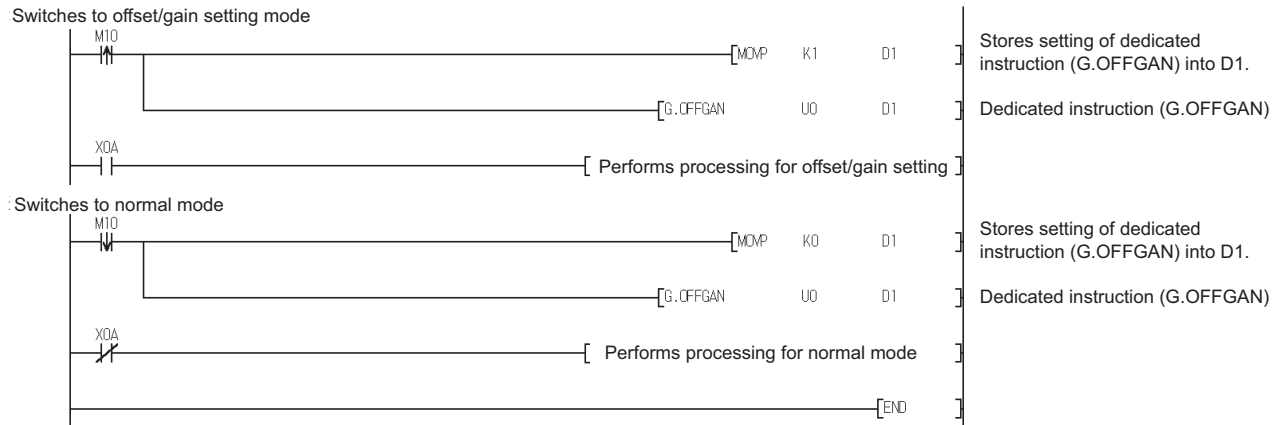 Switches to offset/gain setting mode
M10
MOVP K1 D1
Stores setting of dedicated
instruction (G.OFFGAN) into D1.
G.OFFGAN U0 D1
Dedicated instruction (G.OFFGAN)
X0A
Performs processing for offset/gain setting
Switches to normal mode
M10
MOVP K0 D1
Stores setting of dedicated
instruction (G.OFFGAN) into D1.
G.OFFGAN U0 D1
Dedicated instruction (G.OFFGAN)
X0A
Performs processing for normal mode
END